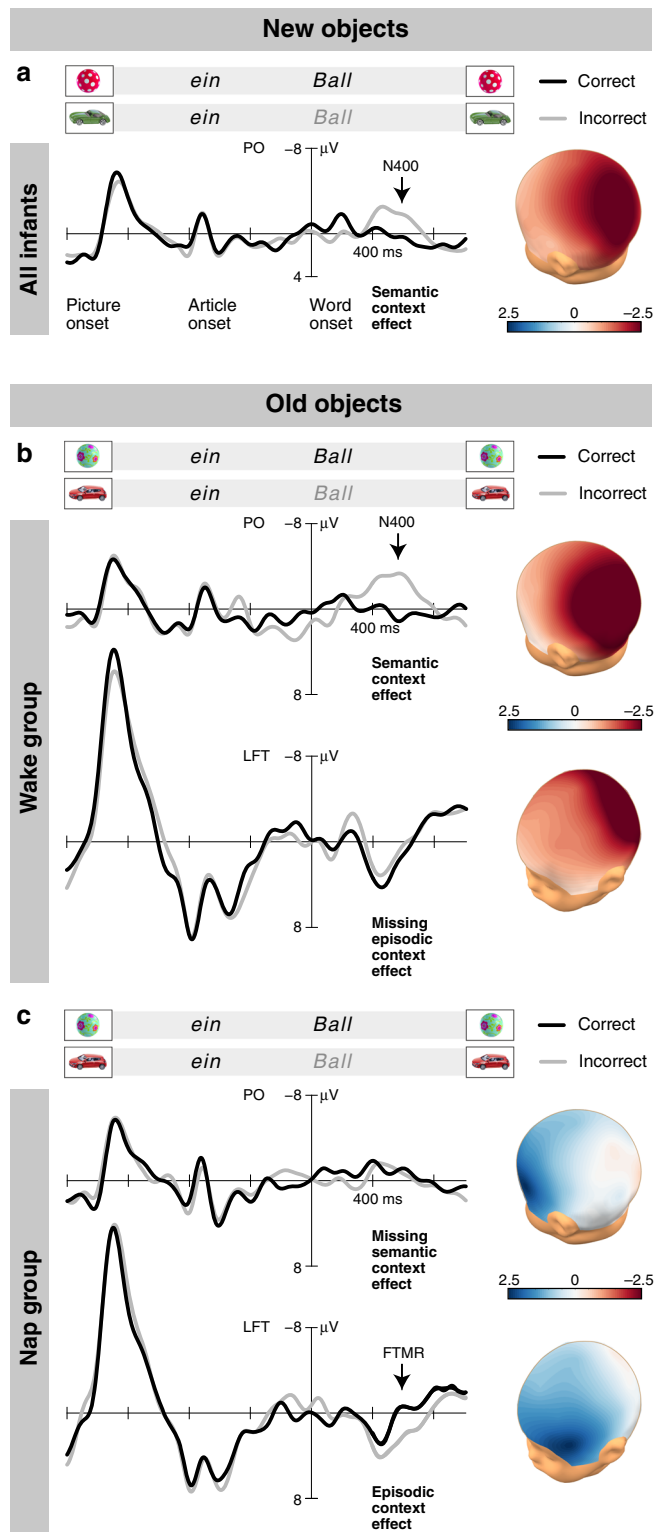 New objects
a
ein Ball
Correct
ein Ball
Incorrect
All infants
PO
–8 µV
N400
400 ms
4
Picture onset
Article onset
Word onset
Semantic context effect
2.5 0 –2.5
Old objects
b
ein Ball
Correct
ein Ball
Incorrect
Wake group
PO
–8 µV
N400
400 ms
8
Semantic context effect
2.5 0 –2.5
LFT
–8 µV
8
Missing episodic context effect
c
ein Ball
Correct
ein Ball
Incorrect
Nap group
PO
–8 µV
400 ms
8
Missing semantic context effect
2.5 0 –2.5
LFT
–8 µV
FTMR
8
Episodic context effect